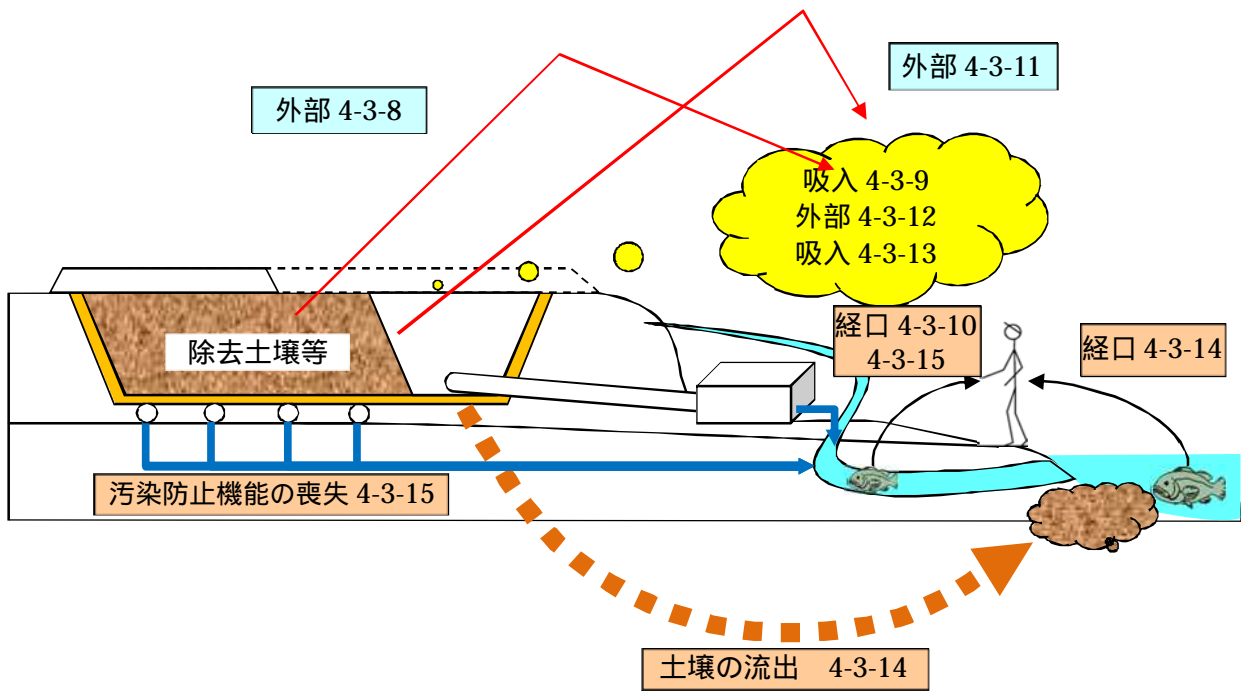 外部 4-3-8
外部 4-3-11
吸入 4-3-9
外部 4-3-12
吸入 4-3-13
除去土壌等
経口 4-3-10
4-3-15
経口 4-3-14
汚染防止機能の喪失 4-3-15
土壌の流出　4-3-14